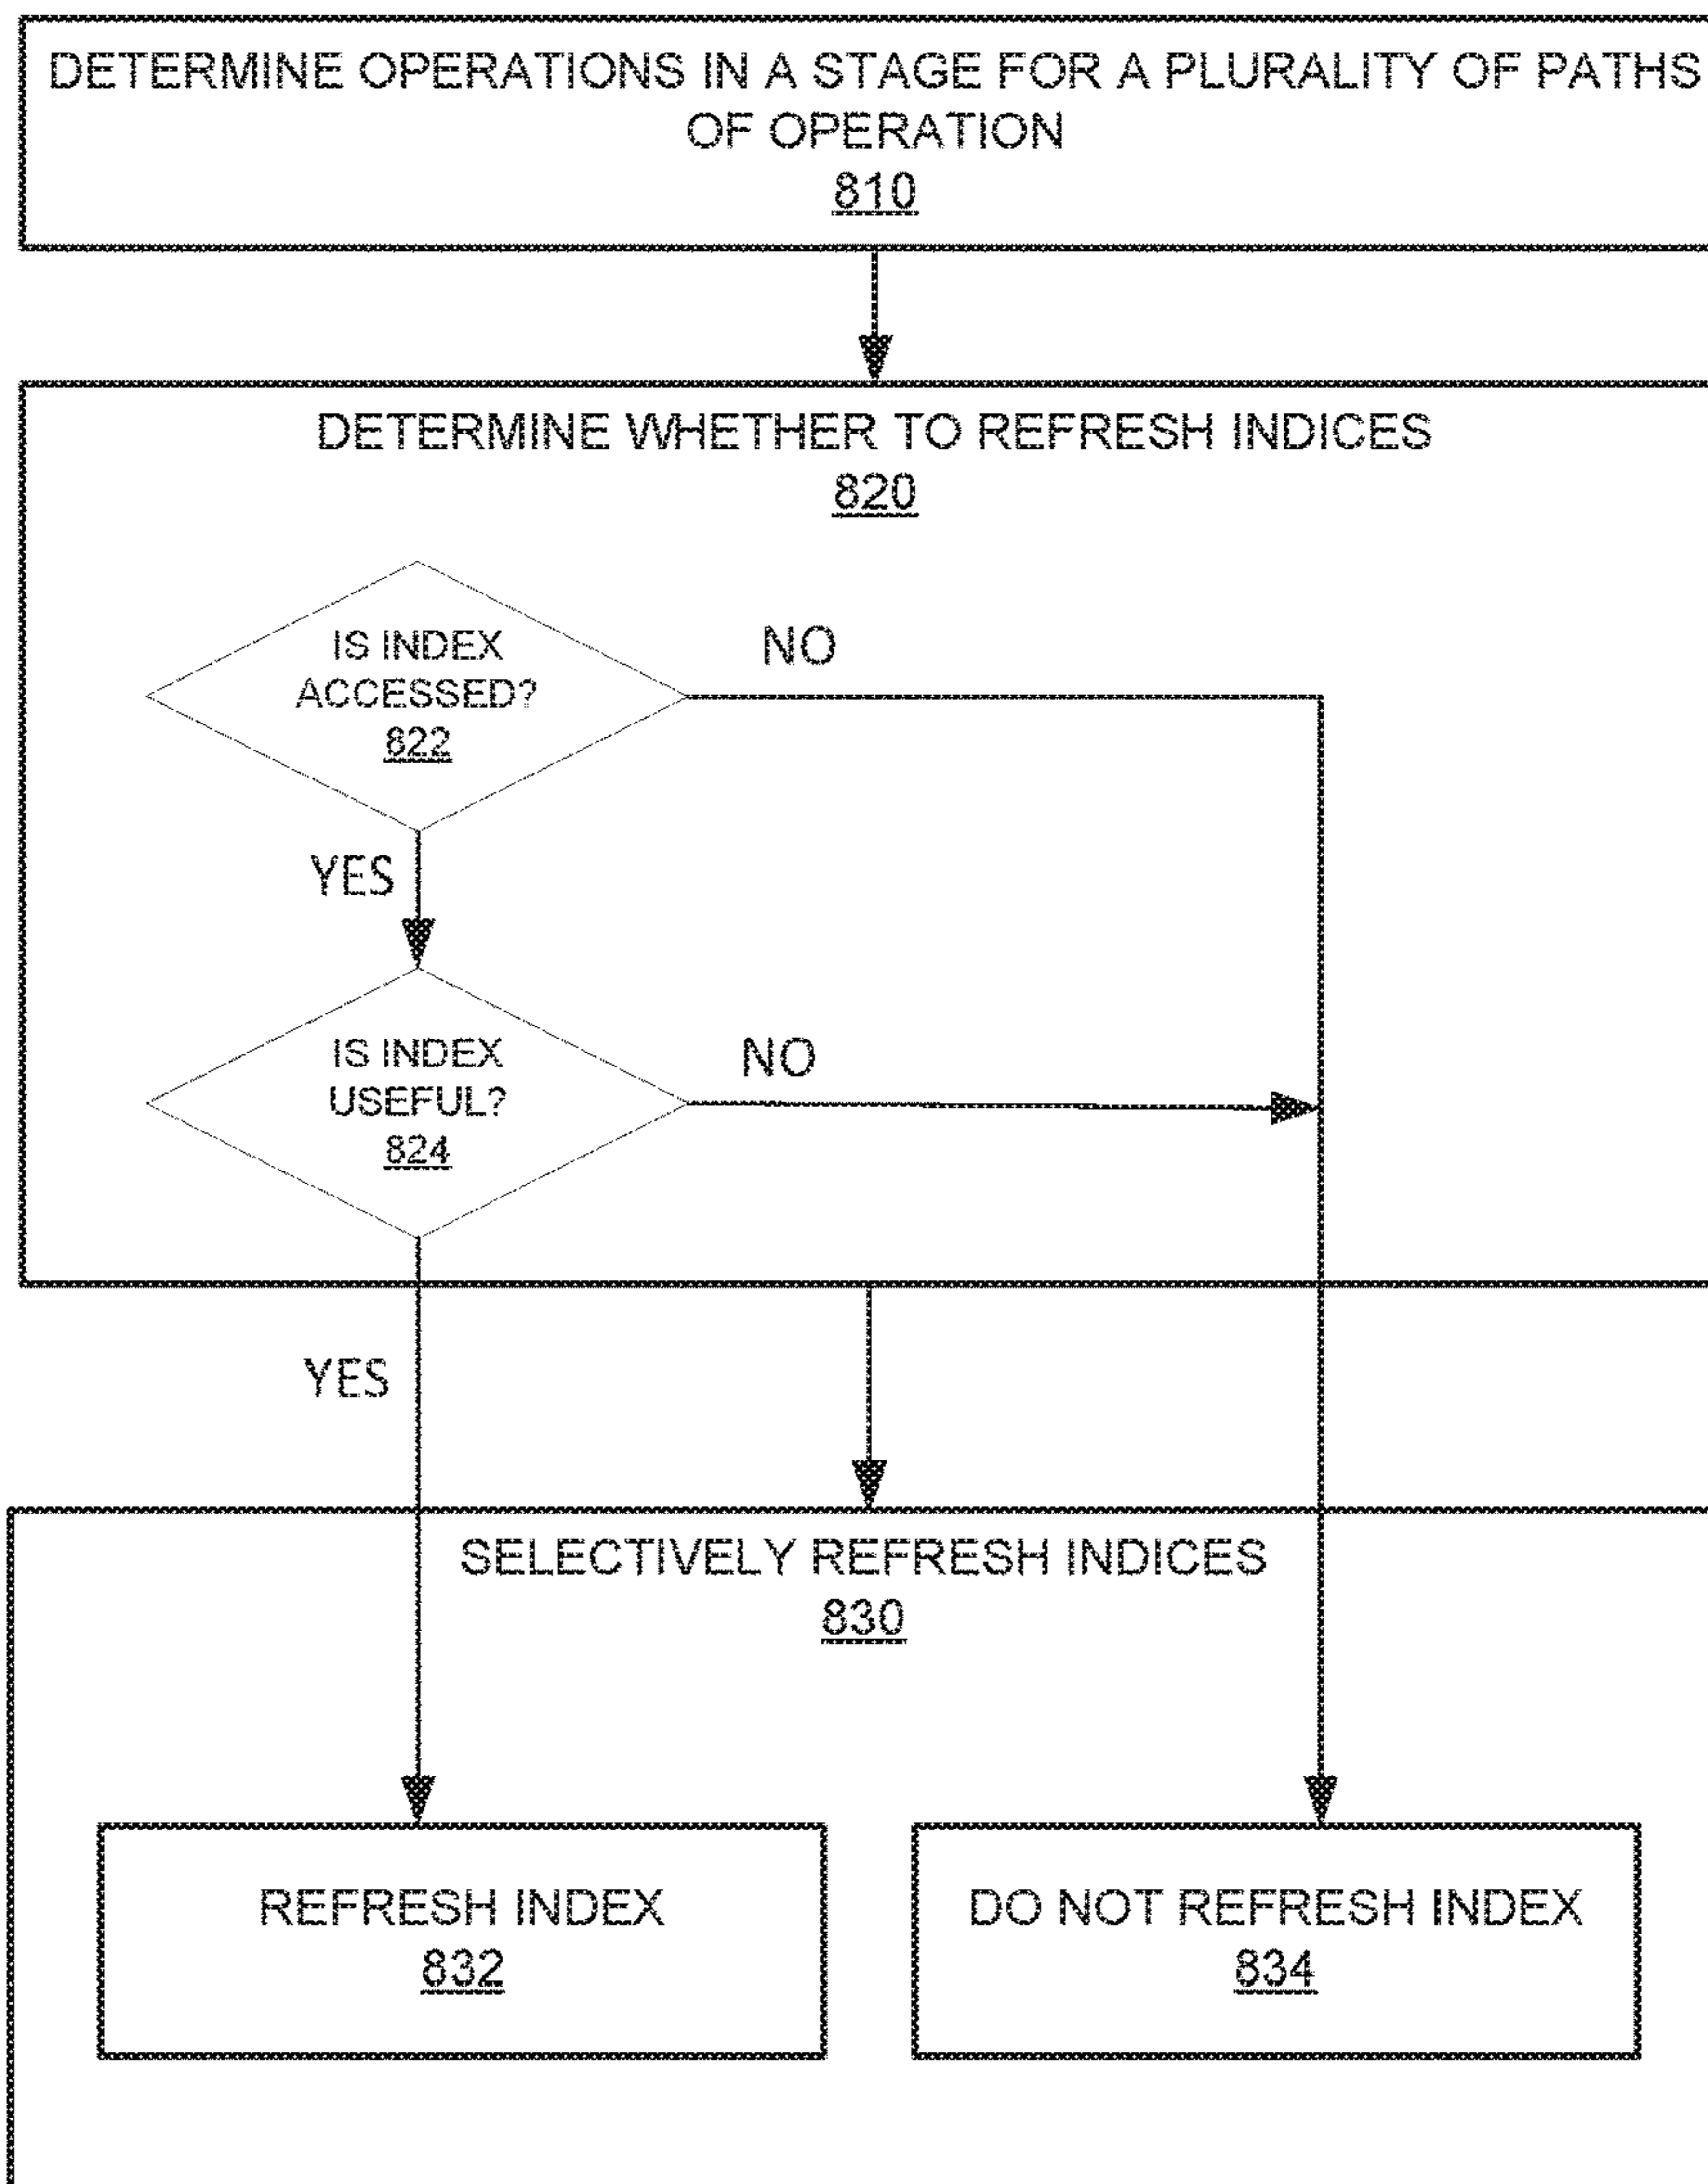 DETERMINE OPERATIONS IN A STAGE FOR A PLURALITY OF PATHS
OF OPERATION
810
DETERMINE WHETHER TO REFRESH INDICES
820
IS INDEX
ACCESSED?
822
NO
YES
IS INDEX
USEFUL?
824
NO
YES
SELECTIVELY REFRESH INDICES
830
REFRESH INDEX
832
DO NOT REFRESH INDEX
834